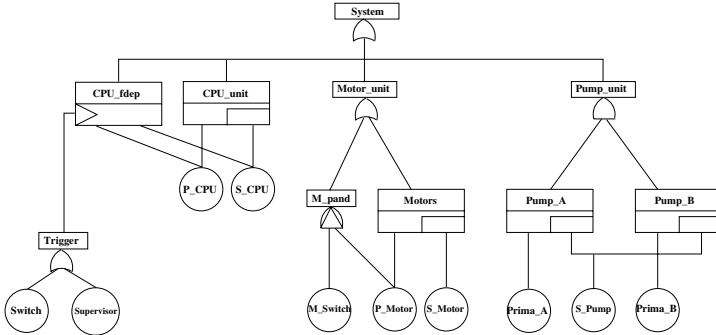 System
CPU_fdep
CPU_unit
Motor_unit
Pump_unit
P_CPU
S_CPU
M_pand
Motors
Pump_A
Pump_B
Trigger
Switch
Supervisor
M_Switch
P_Motor
S_Motor
Prima_A
S_Pump
Prima_B